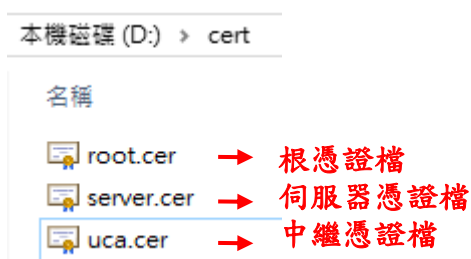 本機磁碟 (D:) > cert
名稱
root.cer → 根憑證檔
server.cer → 伺服器憑證檔
uca.cer → 中繼憑證檔